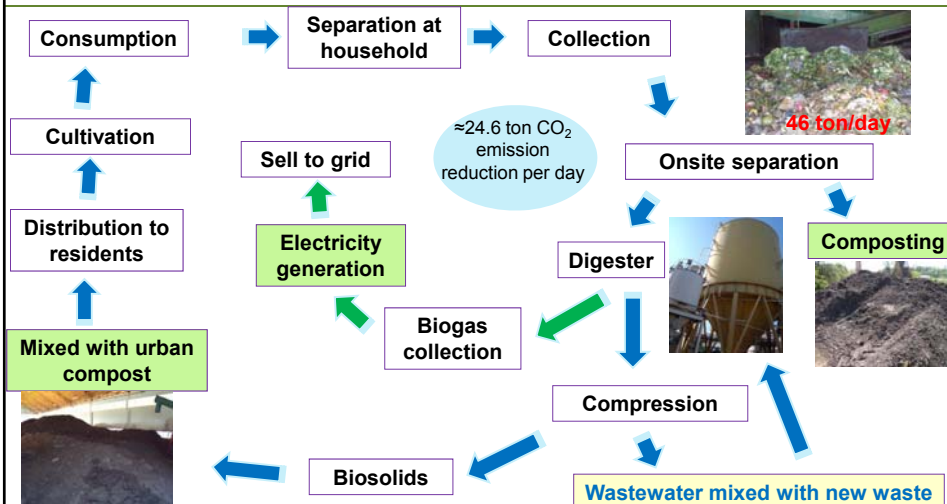 Consumption
Separation at
household
Collection
46 ton/day
Cultivation
≈24.6 ton CO₂
emission
reduction per day
Sell to grid
Onsite separation
Distribution to
residents
Electricity
generation
Digester
Composting
Biogas
collection
Mixed with urban
compost
Compression
Biosolids
Wastewater mixed with new waste